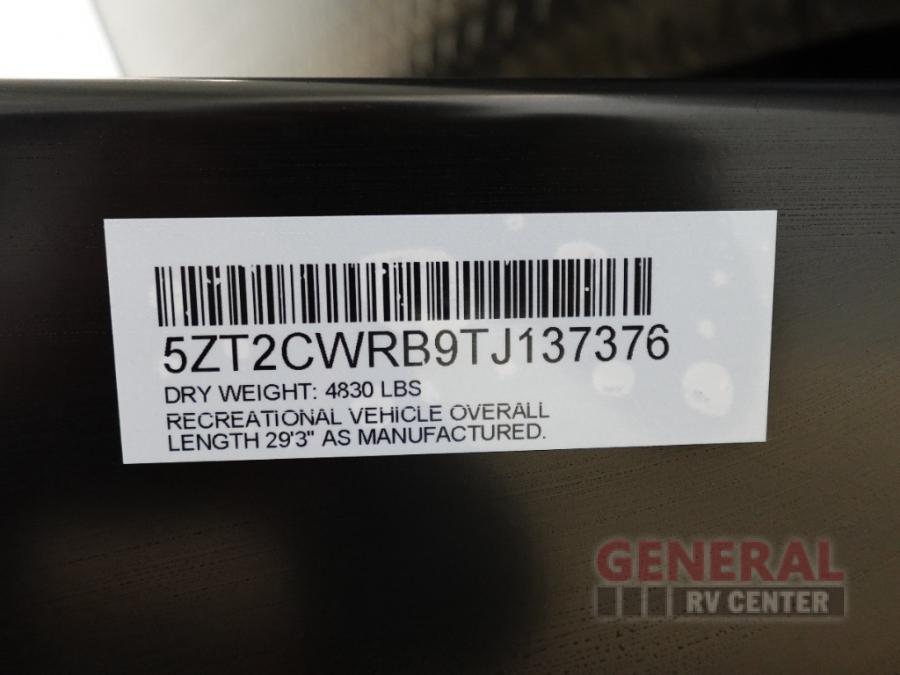 5ZT2CWRB9TJ137376
DRY WEIGHT: 4830 LBS
RECREATIONAL VEHICLE OVERALL
LENGTH 29'3" AS MANUFACTURED.
GENERAL
RV CENTER